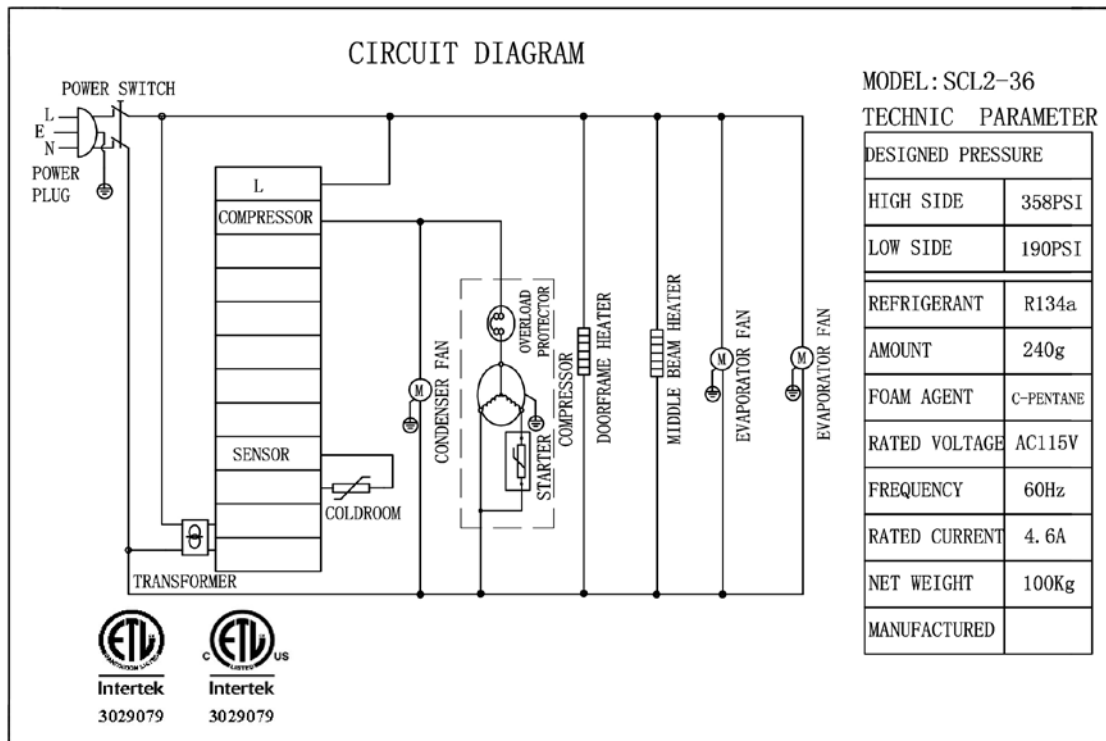 CIRCUIT DIAGRAM
POWER SWITCH
L
E
N
POWER
PLUG
L
COMPRESSOR
SENSOR
COLDROOM
TRANSFORMER
CONDENSER FAN
M
OVERLOAD
PROTECTOR
STARTER
COMPRESSOR
DOORFRAME HEATER
MIDDLE BEAM HEATER
M
EVAPORATOR FAN
M
EVAPORATOR FAN
MODEL:SCL2-36
TECHNIC PARAMETER
DESIGNED PRESSURE
HIGH SIDE 358PSI
LOW SIDE 190PSI
REFRIGERANT R134a
AMOUNT 240g
FOAM AGENT C-PENTANE
RATED VOLTAGE AC115V
FREQUENCY 60Hz
RATED CURRENT 4.6A
NET WEIGHT 100Kg
MANUFACTURED
ETL
Intertek
3029079
C ETL US
LISTED
Intertek
3029079